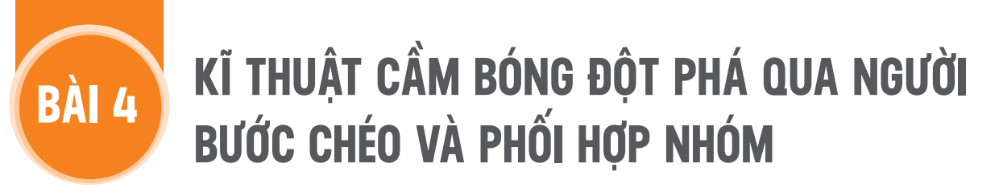 BÀI 4
KĨ THUẬT CẦM BÓNG ĐỘT PHÁ QUA NGƯỜI
BƯỚC CHÉO VÀ PHỐI HỢP NHÓM